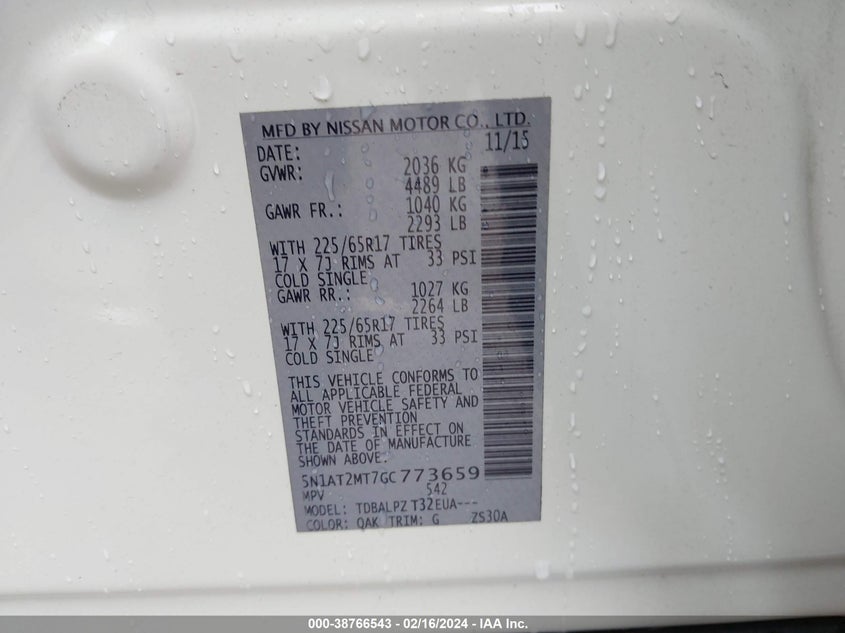 MFD BY NISSAN MOTOR CO., LTD.
DATE: 11/15
GVWR: 2036 KG
4489 LB
GAWR FR.: 1040 KG
2293 LB
WITH 225/65R17 TIRES
17 X 7J RIMS AT 33 PSI
COLD SINGLE
GAWR RR.: 1027 KG
2264 LB
WITH 225/65R17 TIRES
17 X 7J RIMS AT 33 PSI
COLD SINGLE
THIS VEHICLE CONFORMS TO
ALL APPLICABLE FEDERAL
MOTOR VEHICLE SAFETY AND
THEFT PREVENTION
STANDARDS IN EFFECT ON
THE DATE OF MANUFACTURE
SHOWN ABOVE.
5N1AT2MT7GC773659
MPV 542
MODEL: TDBALPZ T32EUA---
COLOR: QAK TRIM: G ZS30A
000-38766543 - 02/16/2024 - IAA Inc.